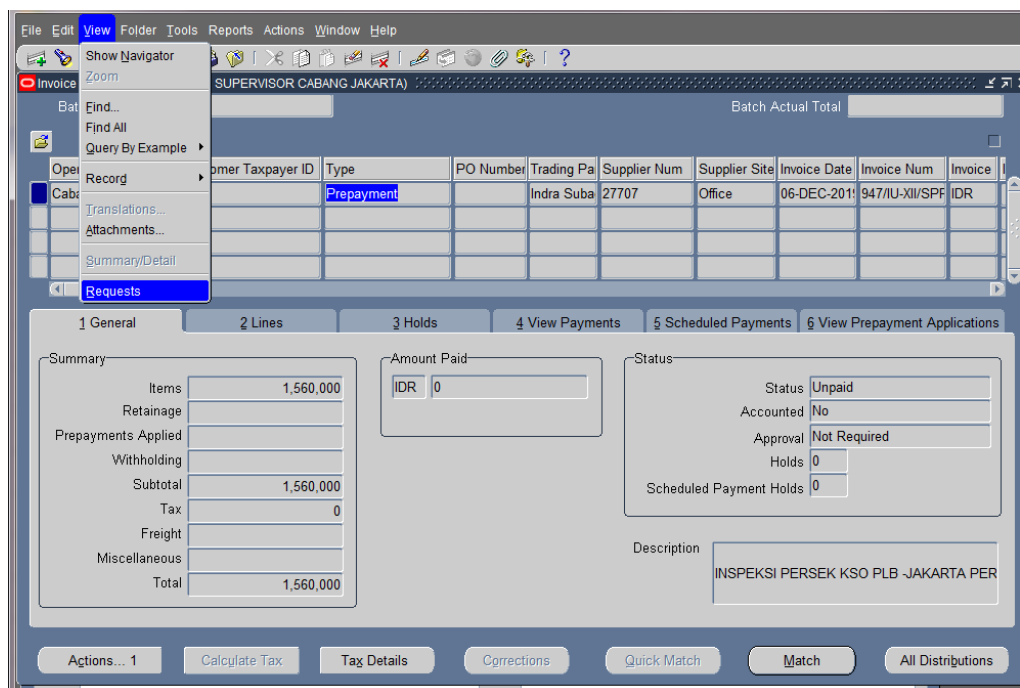 File Edit View Folder Tools Reports Actions Window Help
Show Navigator
Zoom
Find...
Find All
Query By Example
Record
Translations...
Attachments...
Summary/Detail
Requests
Invoice SUPERVISOR CABANG JAKARTA)
Bat Batch Actual Total
Oper omer Taxpayer ID Type PO Number Trading Pa Supplier Num Supplier Site Invoice Date Invoice Num Invoice
Caba Prepayment Indra Suba 27707 Office 06-DEC-201 947/IU-XII/SPF IDR
1 General 2 Lines 3 Holds 4 View Payments 5 Scheduled Payments 6 View Prepayment Applications
Summary
Items 1,560,000
Retainage
Prepayments Applied
Withholding
Subtotal 1,560,000
Tax 0
Freight
Miscellaneous
Total 1,560,000
Amount Paid
IDR 0
Status
Status Unpaid
Accounted No
Approval Not Required
Holds 0
Scheduled Payment Holds 0
Description INSPEKSI PERSEK KSO PLB -JAKARTA PER
Actions... 1 Calculate Tax Tax Details Corrections Quick Match Match All Distributions